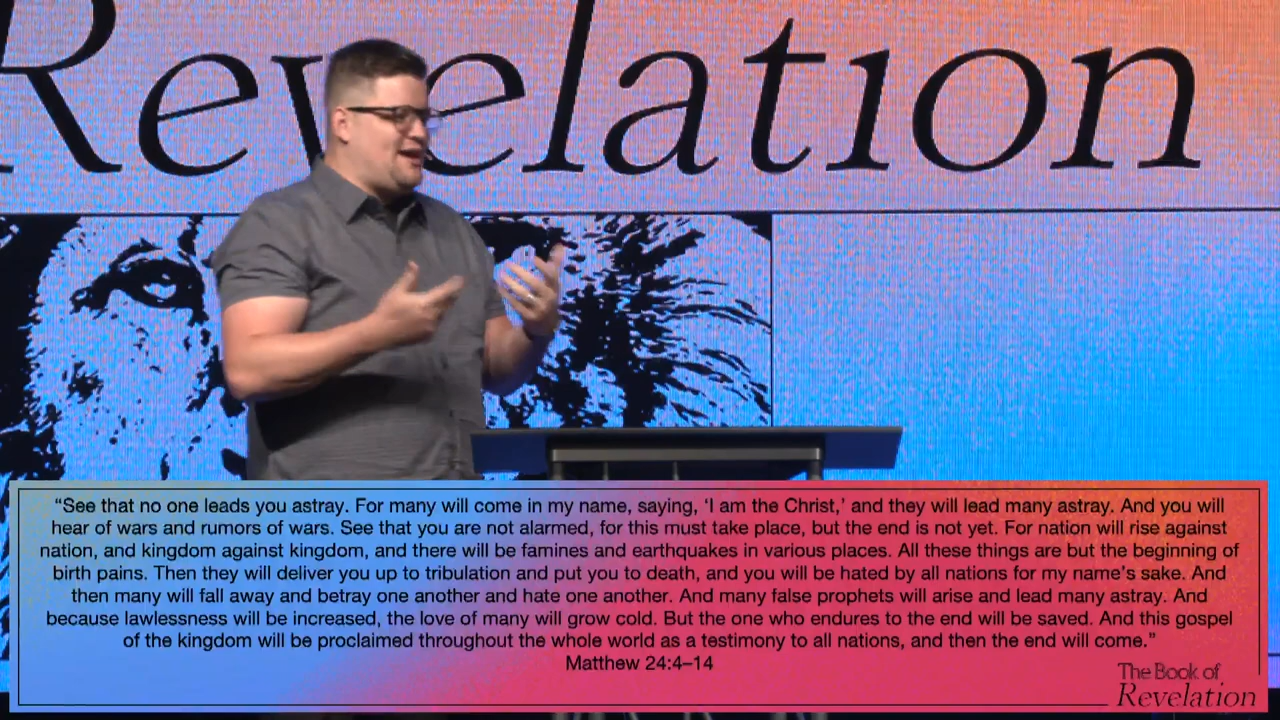 Revelation
“See that no one leads you astray. For many will come in my name, saying, ‘I am the Christ,’ and they will lead many astray. And you will
hear of wars and rumors of wars. See that you are not alarmed, for this must take place, but the end is not yet. For nation will rise against
nation, and kingdom against kingdom, and there will be famines and earthquakes in various places. All these things are but the beginning of
birth pains. Then they will deliver you up to tribulation and put you to death, and you will be hated by all nations for my name’s sake. And
then many will fall away and betray one another and hate one another. And many false prophets will arise and lead many astray. And
because lawlessness will be increased, the love of many will grow cold. But the one who endures to the end will be saved. And this gospel
of the kingdom will be proclaimed throughout the whole world as a testimony to all nations, and then the end will come.”
Matthew 24:4–14
The Book of
Revelation